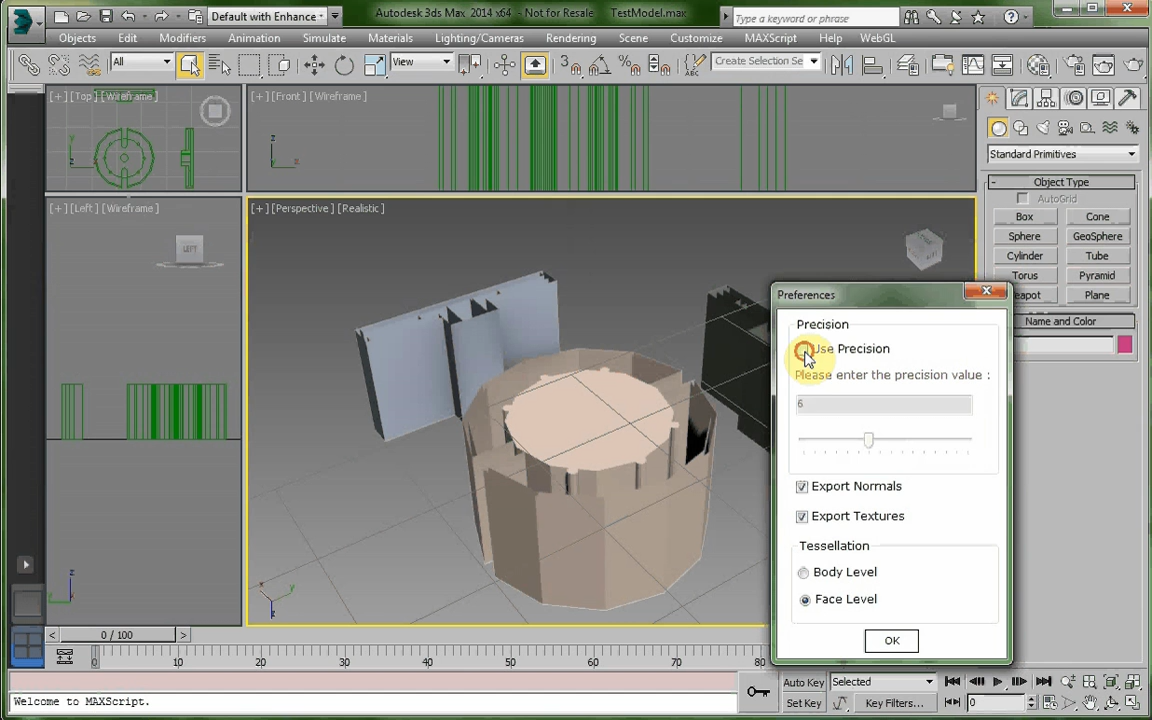 Default with Enhance
Autodesk 3ds Max 2014 x64 - Not for Resale TestModel.max
Type a keyword or phrase
Objects Edit Modifiers Animation Simulate Materials Lighting/Cameras Rendering Scene Customize MAXScript Help WebGL
All
View
3
Create Selection Se
[+] [Top] [Wireframe]
[+] [Front] [Wireframe]
[+] [Left] [Wireframe]
[+] [Perspective] [Realistic]
LEFT
Standard Primitives
Object Type
AutoGrid
Box Cone
Sphere GeoSphere
Cylinder Tube
Torus Pyramid
eapot Plane
Name and Color
Preferences
Precision
Use Precision
Please enter the precision value :
6
Export Normals
Export Textures
Tessellation
Body Level
Face Level
OK
< 0 / 100 >
0 10 20 30 40 50 60 70 80
Welcome to MAXScript.
Auto Key Selected
Set Key Key Filters... 0